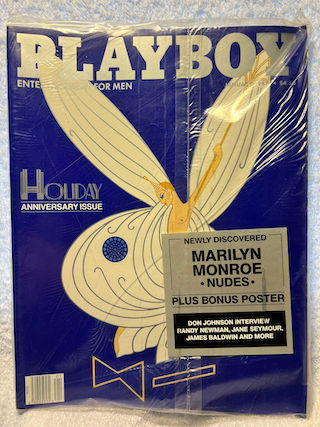 PLAYBOY
ENTERTAINMENT FOR MEN
HOLIDAY
ANNIVERSARY ISSUE
NEWLY DISCOVERED
MARILYN
MONROE
• NUDES •
PLUS BONUS POSTER
DON JOHNSON INTERVIEW
RANDY NEWMAN, JANE SEYMOUR,
JAMES BALDWIN AND MORE